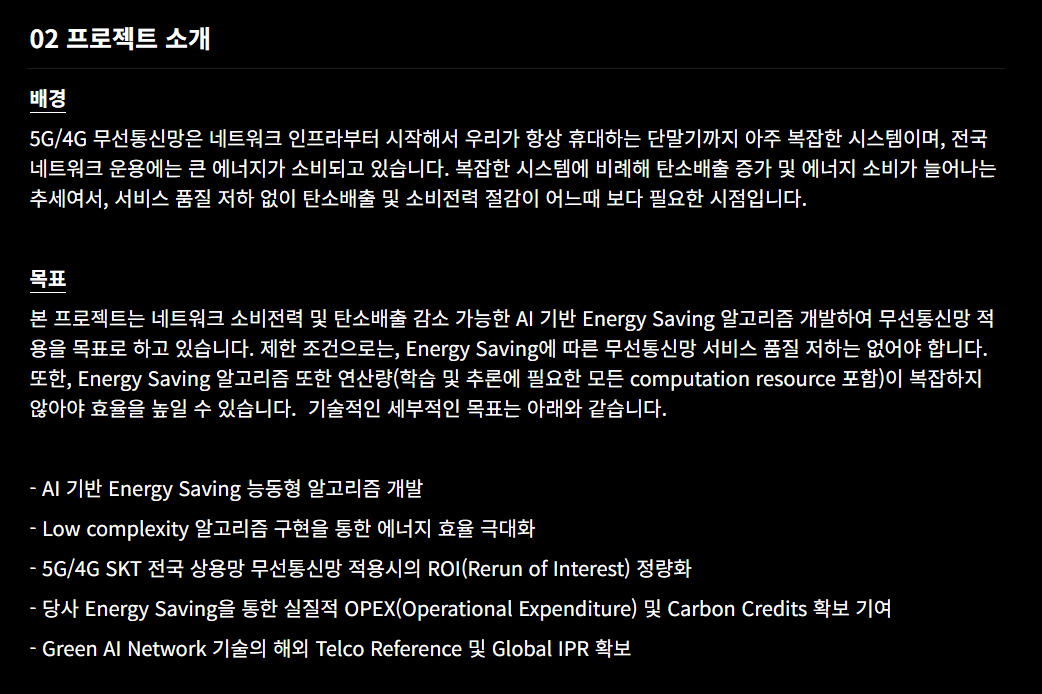 02 프로젝트 소개
배경
5G/4G 무선통신망은 네트워크 인프라부터 시작해서 우리가 항상 휴대하는 단말기까지 아주 복잡한 시스템이며, 전국
네트워크 운용에는 큰 에너지가 소비되고 있습니다. 복잡한 시스템에 비례해 탄소배출 증가 및 에너지 소비가 늘어나는
추세여서, 서비스 품질 저하 없이 탄소배출 및 소비전력 절감이 어느때 보다 필요한 시점입니다.
목표
본 프로젝트는 네트워크 소비전력 및 탄소배출 감소 가능한 AI 기반 Energy Saving 알고리즘 개발하여 무선통신망 적
용을 목표로 하고 있습니다. 제한 조건으로는, Energy Saving에 따른 무선통신망 서비스 품질 저하는 없어야 합니다.
또한, Energy Saving 알고리즘 또한 연산량(학습 및 추론에 필요한 모든 computation resource 포함)이 복잡하지
않아야 효율을 높일 수 있습니다.  기술적인 세부적인 목표는 아래와 같습니다.
- AI 기반 Energy Saving 능동형 알고리즘 개발
- Low complexity 알고리즘 구현을 통한 에너지 효율 극대화
- 5G/4G SKT 전국 상용망 무선통신망 적용시의 ROI(Rerun of Interest) 정량화
- 당사 Energy Saving을 통한 실질적 OPEX(Operational Expenditure) 및 Carbon Credits 확보 기여
- Green AI Network 기술의 해외 Telco Reference 및 Global IPR 확보